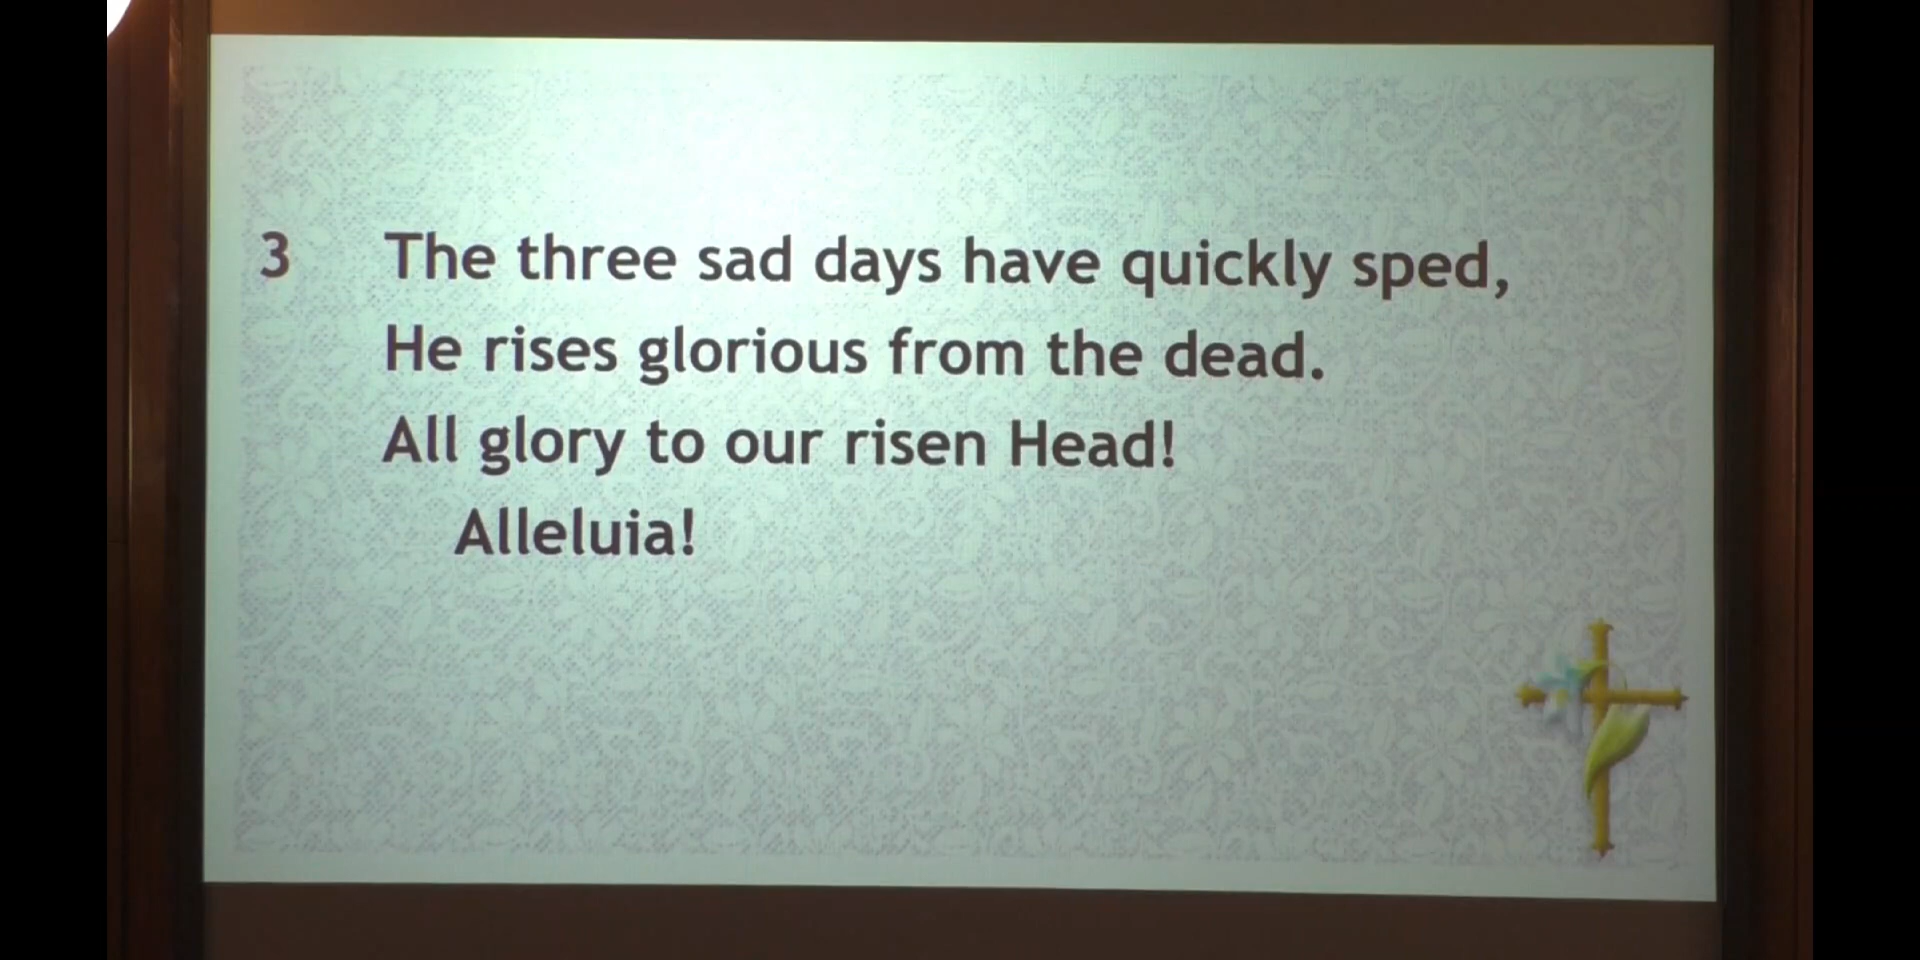 3 The three sad days have quickly sped,
He rises glorious from the dead.
All glory to our risen Head!
Alleluia!